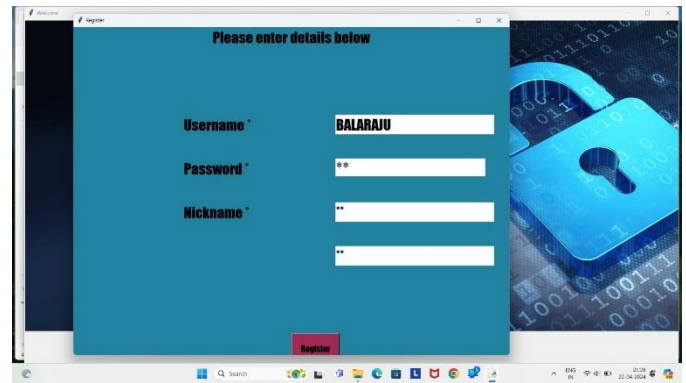 Welcome
Register
Please enter details below
Username *
BALARAJU
Password *
**
Nickname *
**
**
Register
Search
ENG
IN
21:28
22-04-2024